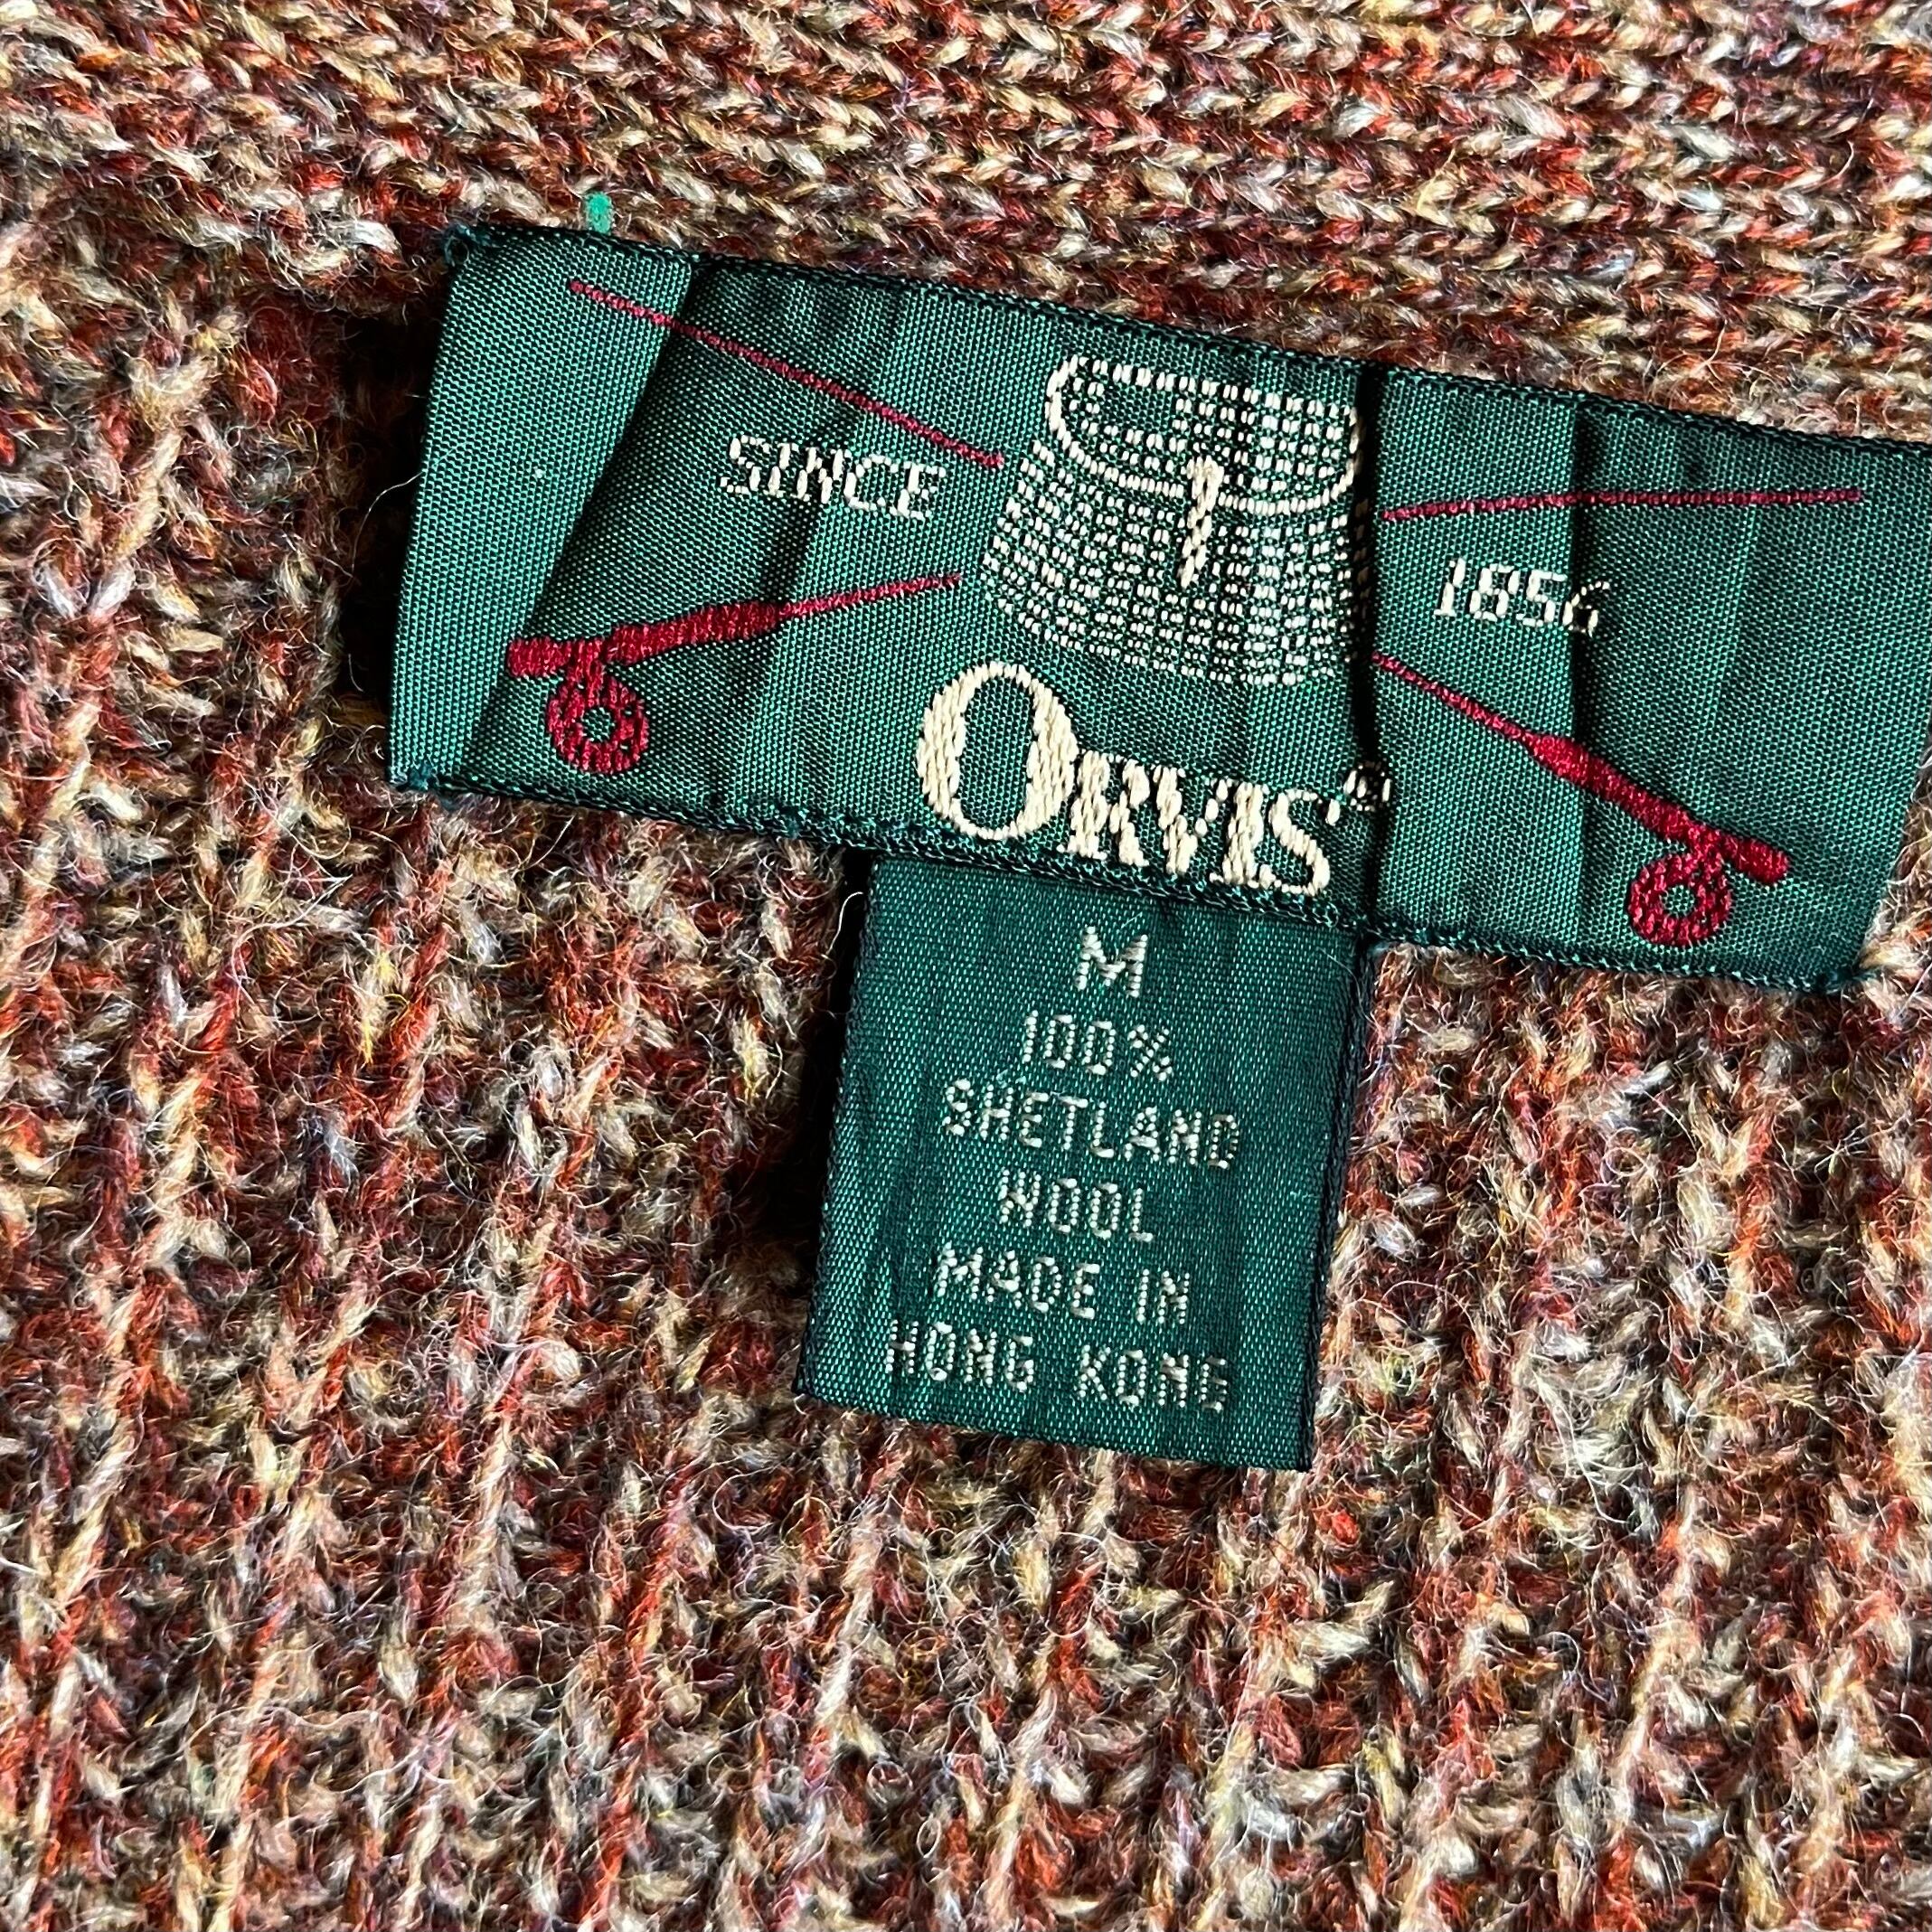 SINCE 1856
ORVIS®
M
100%
SHETLAND
WOOL
MADE IN
HONG KONG